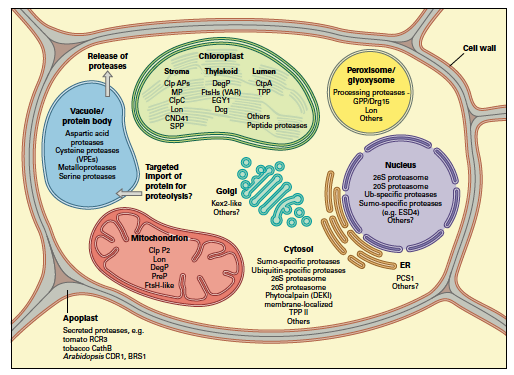 Cell wall
Release of
proteases
Chloroplast
Stroma
Clp APs
MP
ClpC
Lon
CND41
SPP
Thylakoid
DegP
FtsHs (VAR)
EGY1
Dcg
Lumen
CtpA
TPP
Others
Peptide proteases
Peroxisome/
glyoxysome
Processing proteases -
GPP/Drg15
Lon
Others
Vacuole/
protein body
Aspartic acid
proteases
Cysteine proteases
(VPEs)
Metalloproteases
Serine proteases
Targeted
import of
protein for
proteolysis?
Golgi
Kex2-like
Others?
Nucleus
26S proteasome
20S proteasome
Ub-specific proteases
Sumo-specific proteases
(e.g. ESD4)
Others?
Mitochondrion
Clp P2
Lon
DegP
PreP
FtsH-like
Cytosol
Sumo-specific proteases
Ubiquitin-specific proteases
26S proteasome
20S proteasome
Phytocalpain (DEKI)
membrane-localized
TPP II
Others
ER
PCS1
Others?
Apoplast
Secreted proteases, e.g.
tomato RCR3
tobacco CathB
Arabidopsis CDR1, BRS1